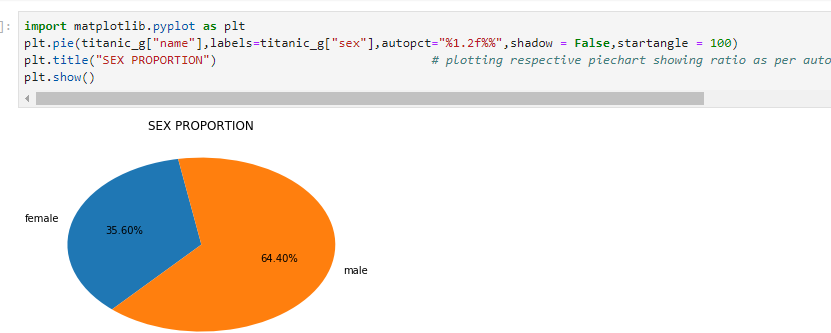 ]:
import matplotlib.pyplot as plt
plt.pie(titanic_g["name"],labels=titanic_g["sex"],autopct="%1.2f%%",shadow = False,startangle = 100)
plt.title("SEX PROPORTION") # plotting respective piechart showing ratio as per auto
plt.show()
SEX PROPORTION
female
35.60%
64.40%
male